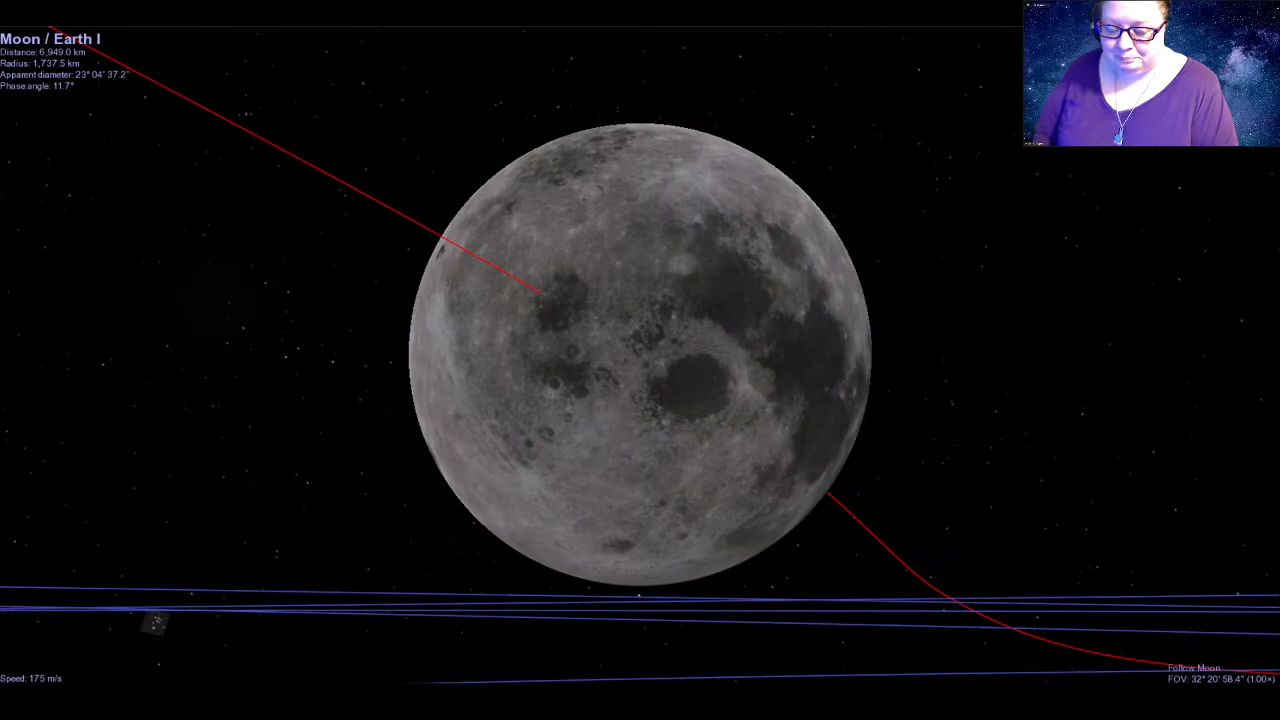 Moon / Earth I
Distance: 6,949.0 km
Radius: 1,737.5 km
Apparent diameter: 23° 04' 37.2"
Phase angle: 11.7°
Speed: 175 m/s
Follow Moon
FOV: 32° 20' 58.4" (1.00×)